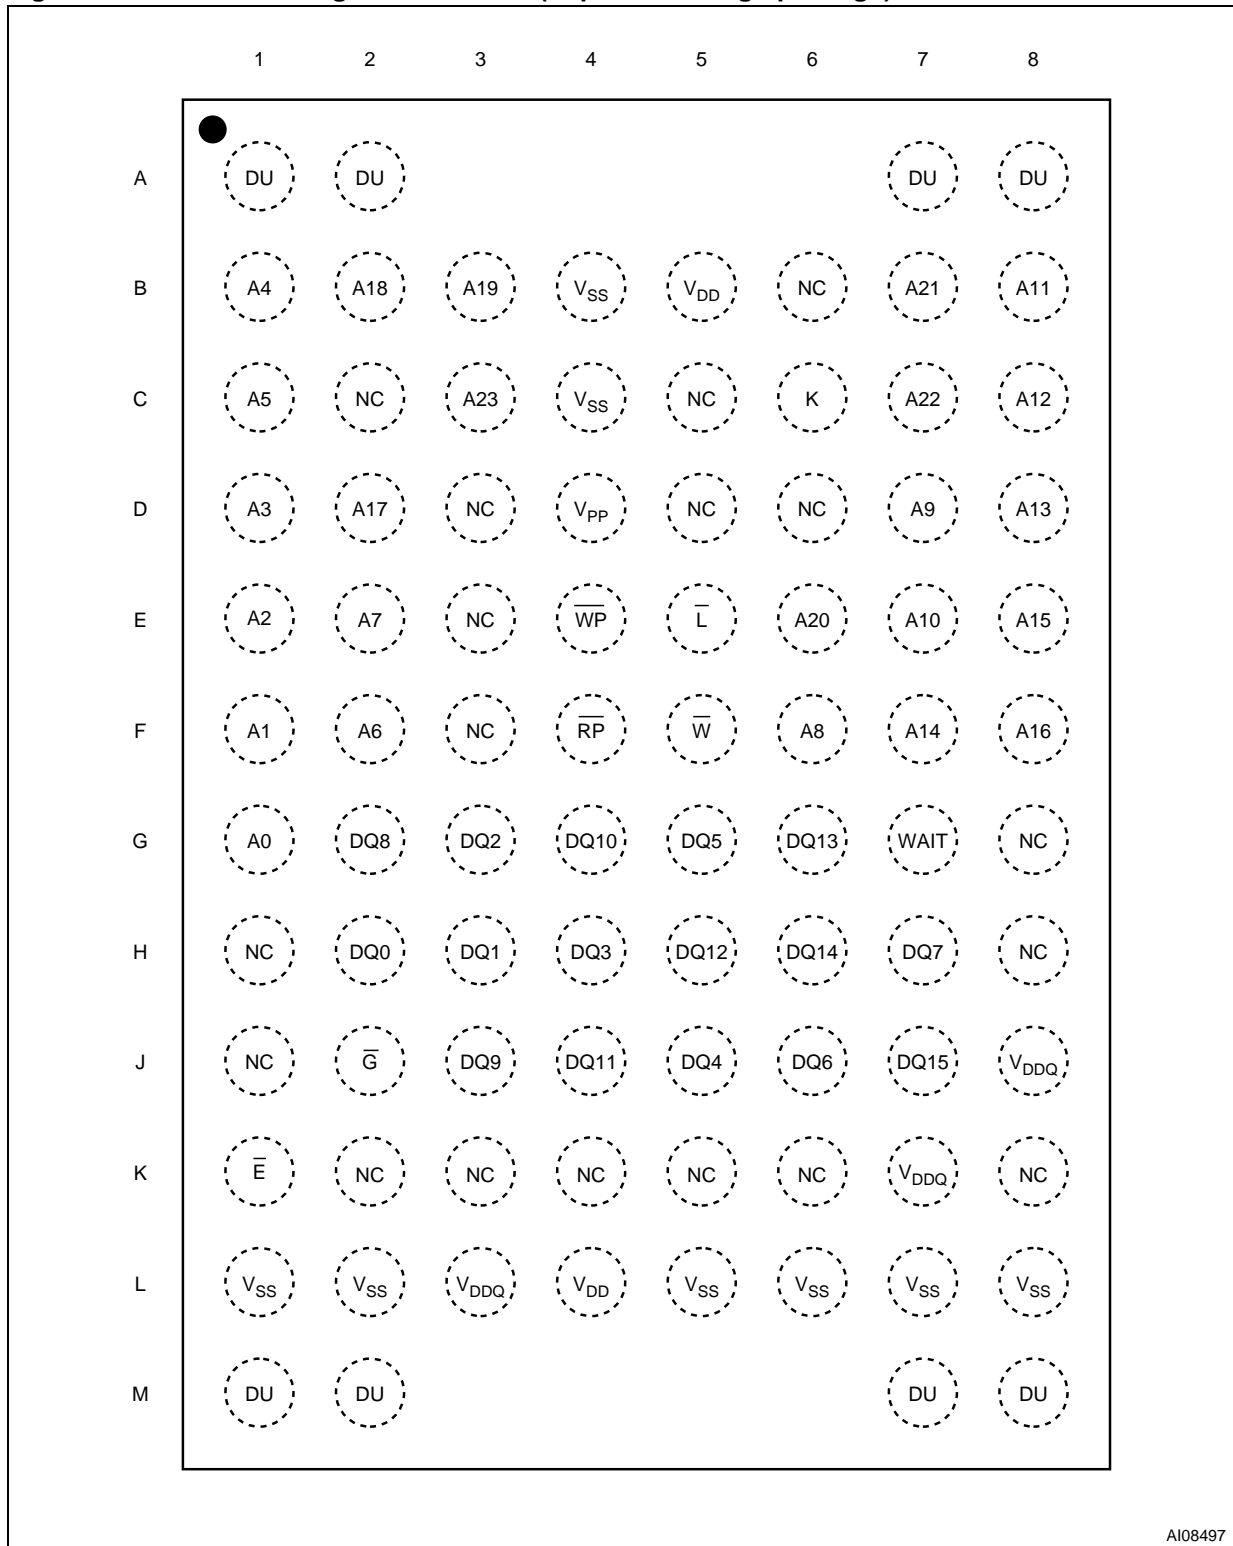 1 2 3 4 5 6 7 8
A DU DU DU DU
B A4 A18 A19 VSS VDD NC A21 A11
C A5 NC A23 VSS NC K A22 A12
D A3 A17 NC VPP NC NC A9 A13
E A2 A7 NC W̅P̅ L̅ A20 A10 A15
F A1 A6 NC R̅P̅ W̅ A8 A14 A16
G A0 DQ8 DQ2 DQ10 DQ5 DQ13 WAIT NC
H NC DQ0 DQ1 DQ3 DQ12 DQ14 DQ7 NC
J NC G̅ DQ9 DQ11 DQ4 DQ6 DQ15 VDDQ
K E̅ NC NC NC NC NC VDDQ NC
L VSS VSS VDDQ VDD VSS VSS VSS VSS
M DU DU DU DU
AI08497